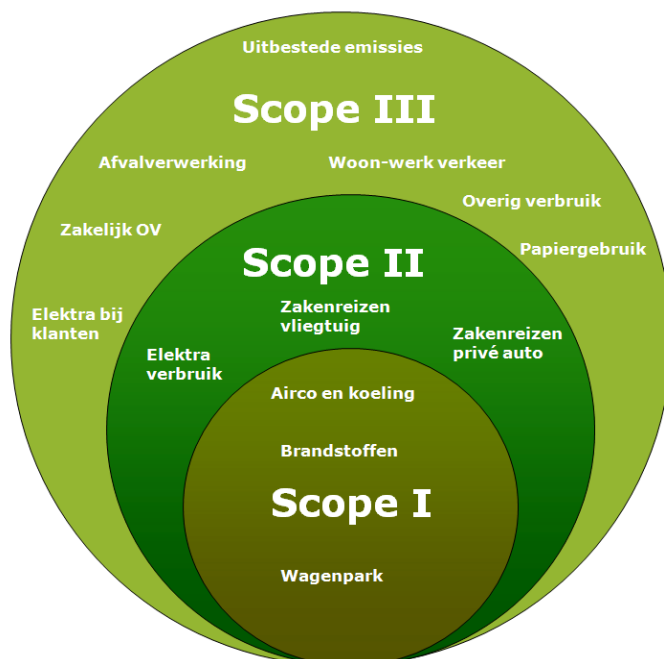 Uitbestede emissies
Scope III
Afvalverwerking
Woon-werk verkeer
Overig verbruik
Zakelijk OV
Papiergebruik
Scope II
Elektra bij
klanten
Zakenreizen
vliegtuig
Zakenreizen
privé auto
Elektra
verbruik
Airco en koeling
Brandstoffen
Scope I
Wagenpark